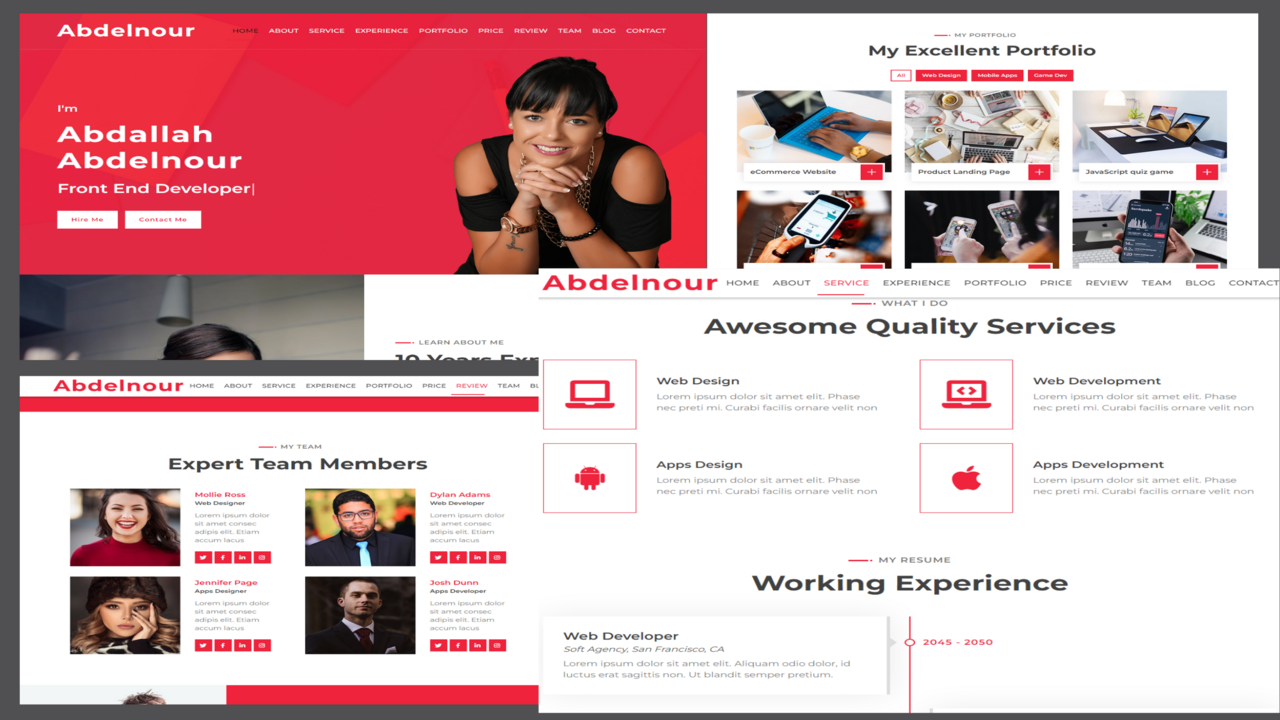 Abdelnour
HOME ABOUT SERVICE EXPERIENCE PORTFOLIO PRICE REVIEW TEAM BLOG CONTACT
I'm
Abdallah
Abdelnour
Front End Developer|
Hire Me Contact Me
LEARN ABOUT ME
MY PORTFOLIO
My Excellent Portfolio
All Web Design Mobile Apps Game Dev
eCommerce Website
Product Landing Page
JavaScript quiz game
Abdelnour
HOME ABOUT SERVICE EXPERIENCE PORTFOLIO PRICE REVIEW TEAM
MY TEAM
Expert Team Members
Mollie Ross
Web Designer
Lorem ipsum dolor
sit amet consec
adipis elit. Etiam
accum lacus
Dylan Adams
Web Developer
Lorem ipsum dolor
sit amet consec
adipis elit. Etiam
accum lacus
Jennifer Page
Apps Designer
Lorem ipsum dolor
sit amet consec
adipis elit. Etiam
accum lacus
Josh Dunn
Apps Developer
Lorem ipsum dolor
sit amet consec
adipis elit. Etiam
accum lacus
Abdelnour
HOME ABOUT SERVICE EXPERIENCE PORTFOLIO PRICE REVIEW TEAM BLOG CONTACT
WHAT I DO
Awesome Quality Services
Web Design
Lorem ipsum dolor sit amet elit. Phase
nec preti mi. Curabi facilis ornare velit non
Web Development
Lorem ipsum dolor sit amet elit. Phase
nec preti mi. Curabi facilis ornare velit non
Apps Design
Lorem ipsum dolor sit amet elit. Phase
nec preti mi. Curabi facilis ornare velit non
Apps Development
Lorem ipsum dolor sit amet elit. Phase
nec preti mi. Curabi facilis ornare velit non
MY RESUME
Working Experience
Web Developer
Soft Agency, San Francisco, CA
Lorem ipsum dolor sit amet elit. Aliquam odio dolor, id
luctus erat sagittis non. Ut blandit semper pretium.
2045 - 2050